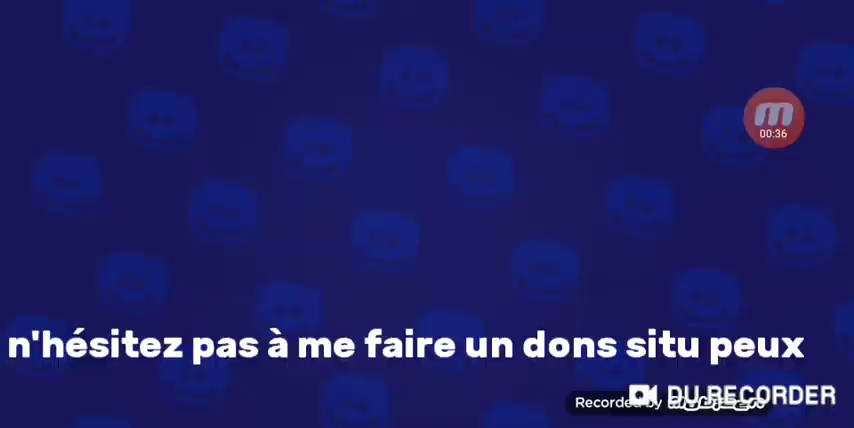 m
00:36
n'hésitez pas à me faire un dons situ peux
Recorded by
DU RECORDER